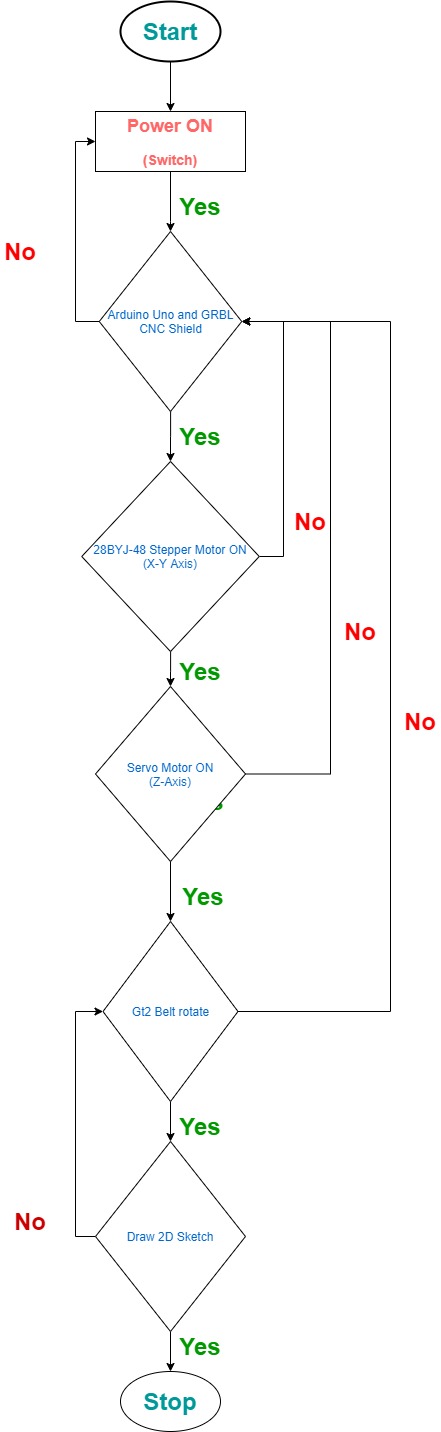 Start
Power ON
(Switch)
Yes
No
Arduino Uno and GRBL
CNC Shield
Yes
28BYJ-48 Stepper Motor ON
(X-Y Axis)
No
No
Yes
No
Servo Motor ON
(Z-Axis)
Yes
Gt2 Belt rotate
Yes
No
Draw 2D Sketch
Yes
Stop